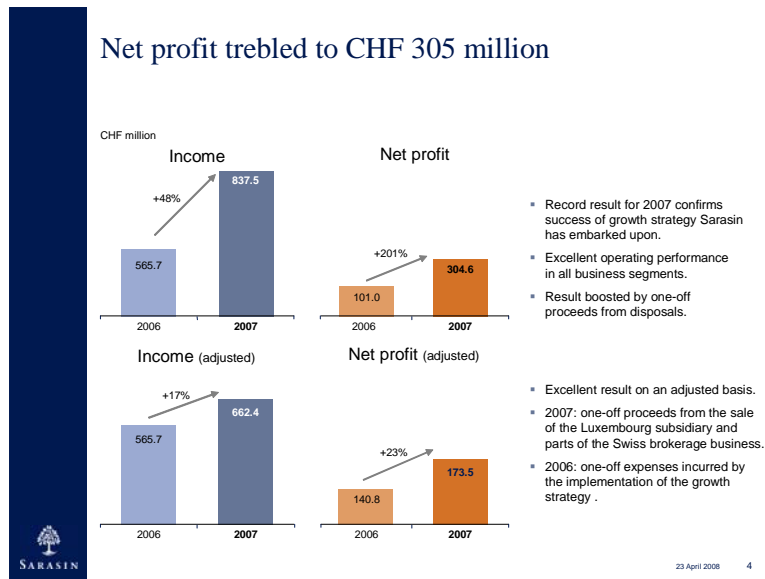 Net profit trebled to CHF 305 million
CHF million
Income
837.5
+48%
565.7
2006
2007
Net profit
+201%
304.6
101.0
2006
2007
▪ Record result for 2007 confirms
success of growth strategy Sarasin
has embarked upon.
▪ Excellent operating performance
in all business segments.
▪ Result boosted by one-off
proceeds from disposals.
Income (adjusted)
+17%
662.4
565.7
2006
2007
Net profit (adjusted)
+23%
173.5
140.8
2006
2007
▪ Excellent result on an adjusted basis.
▪ 2007: one-off proceeds from the sale
of the Luxembourg subsidiary and
parts of the Swiss brokerage business.
▪ 2006: one-off expenses incurred by
the implementation of the growth
strategy .
SARASIN
23 April 2008
4